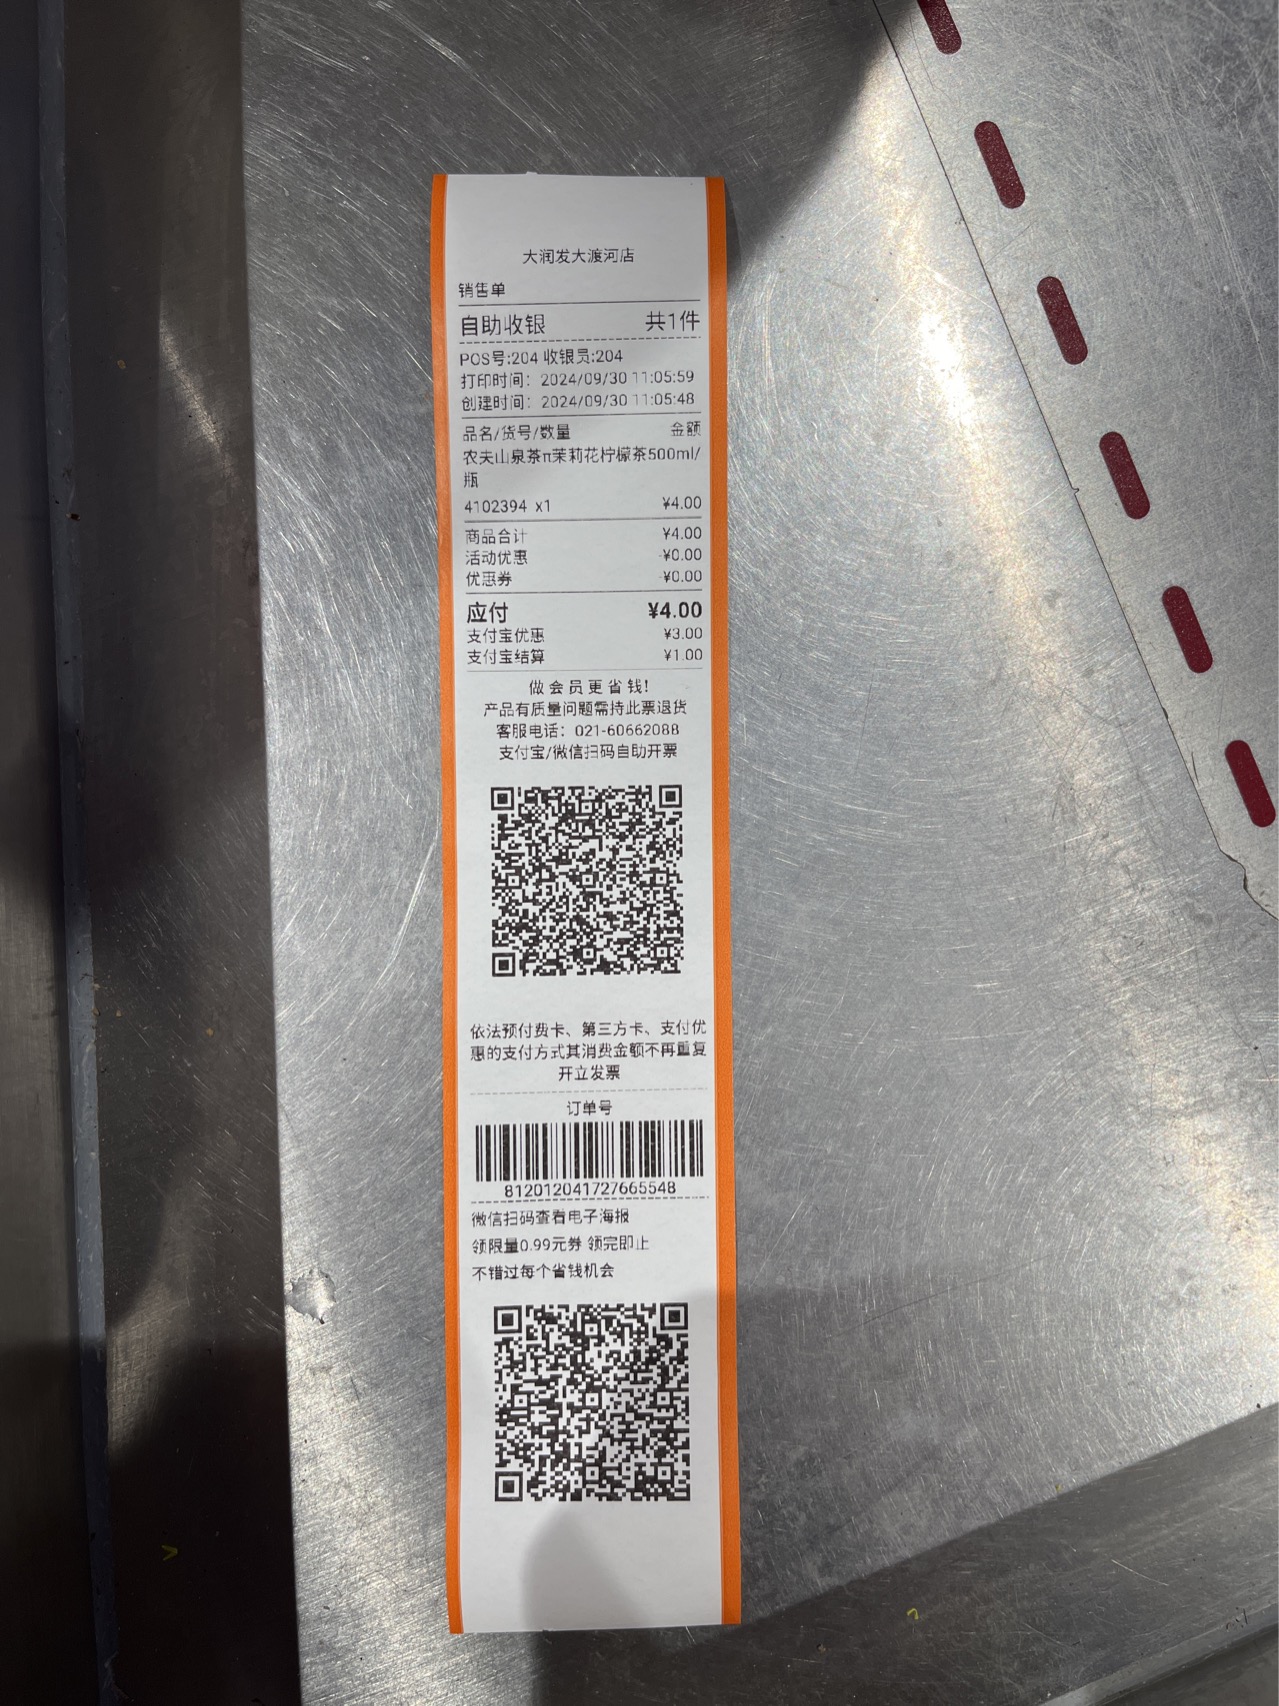 大润发大渡河店
销售单
自助收银 共1件
POS号:204 收银员:204
打印时间：2024/09/30 11:05:59
创建时间：2024/09/30 11:05:48
品名/货号/数量 金额
农夫山泉茶π茉莉花柠檬茶500ml/
瓶
4102394 x1 ¥4.00
商品合计 ¥4.00
活动优惠 -¥0.00
优惠券 -¥0.00
应付 ¥4.00
支付宝优惠 ¥3.00
支付宝结算 ¥1.00
做会员更省钱!
产品有质量问题需持此票退货
客服电话：021-60662088
支付宝/微信扫码自助开票
依法预付费卡、第三方卡、支付优
惠的支付方式其消费金额不再重复
开立发票
订单号
812012041727665548
微信扫码查看电子海报
领限量0.99元券 领完即止
不错过每个省钱机会